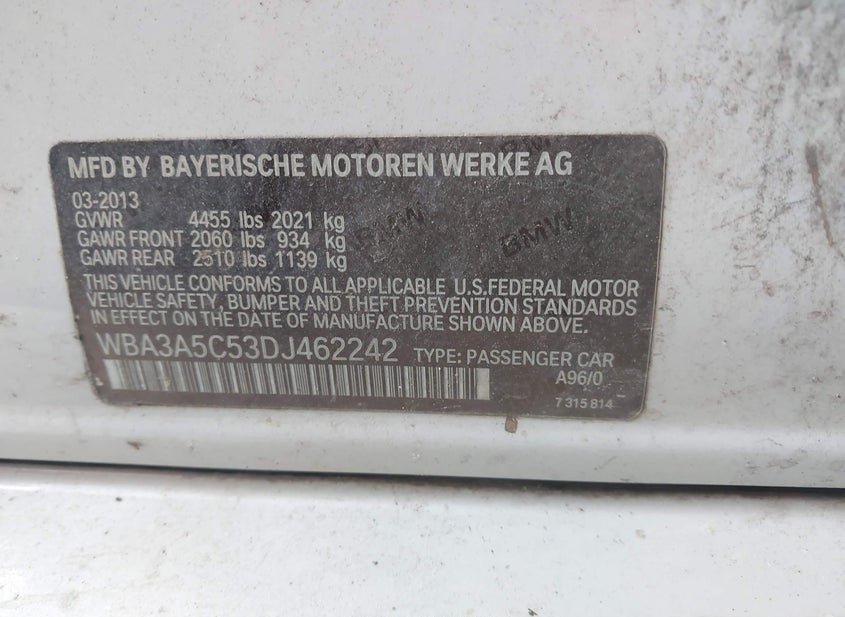 MFD BY BAYERISCHE MOTOREN WERKE AG
03-2013
GVWR 4455 lbs 2021 kg
GAWR FRONT 2060 lbs 934 kg
GAWR REAR 2510 lbs 1139 kg
BMW BMW
THIS VEHICLE CONFORMS TO ALL APPLICABLE U.S.FEDERAL MOTOR
VEHICLE SAFETY, BUMPER AND THEFT PREVENTION STANDARDS
IN EFFECT ON THE DATE OF MANUFACTURE SHOWN ABOVE.
WBA3A5C53DJ462242 TYPE: PASSENGER CAR
A96/0
7 315 814